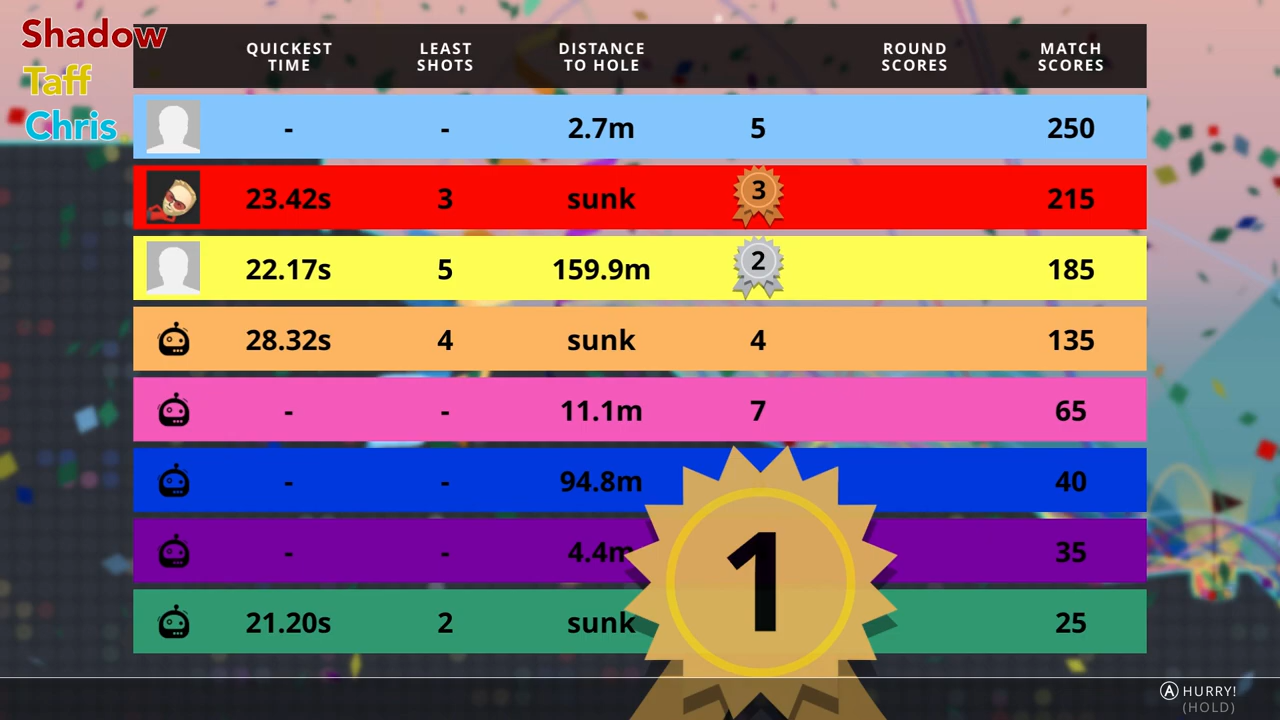 Shadow
Taff
Chris
QUICKEST TIME LEAST SHOTS DISTANCE TO HOLE ROUND SCORES MATCH SCORES
- - 2.7m 5 250
23.42s 3 sunk 3 215
22.17s 5 159.9m 2 185
28.32s 4 sunk 4 135
- - 11.1m 7 65
- - 94.8m 40
- - 4.4m 35
21.20s 2 sunk 1 25
A HURRY!
(HOLD)